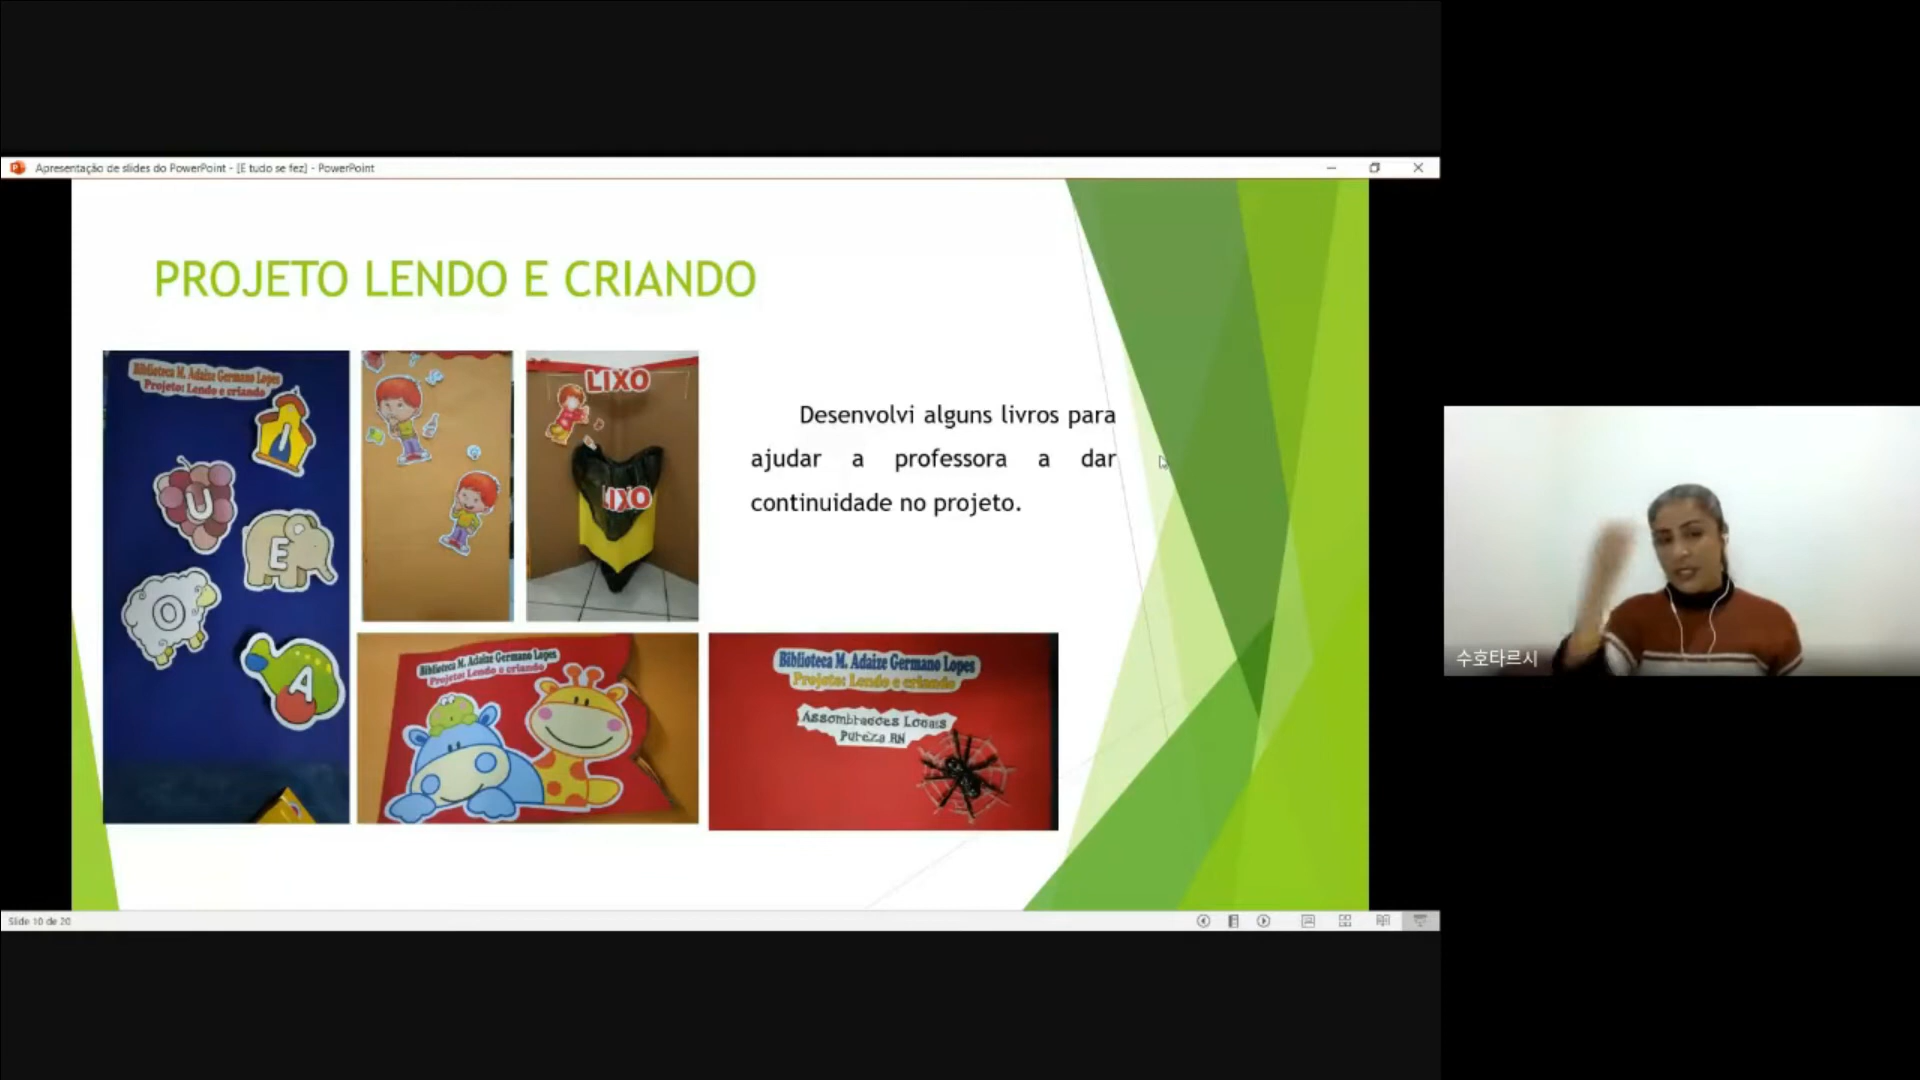 Apresentação de slides do PowerPoint - [E tudo se fez] - PowerPoint
PROJETO LENDO E CRIANDO
Biblioteca M. Adaize Germano Lopes
Projeto: Lendo e criando
I
U
E
O
A
LIXO
LIXO
Desenvolvi alguns livros para
ajudar a professora a dar
continuidade no projeto.
Biblioteca M. Adaize Germano Lopes
Projeto: Lendo e criando
Biblioteca M. Adaize Germano Lopes
Projeto: Lendo e criando
Assombracoes Locais
Pureza RN
수호타르시
Slide 10 de 20